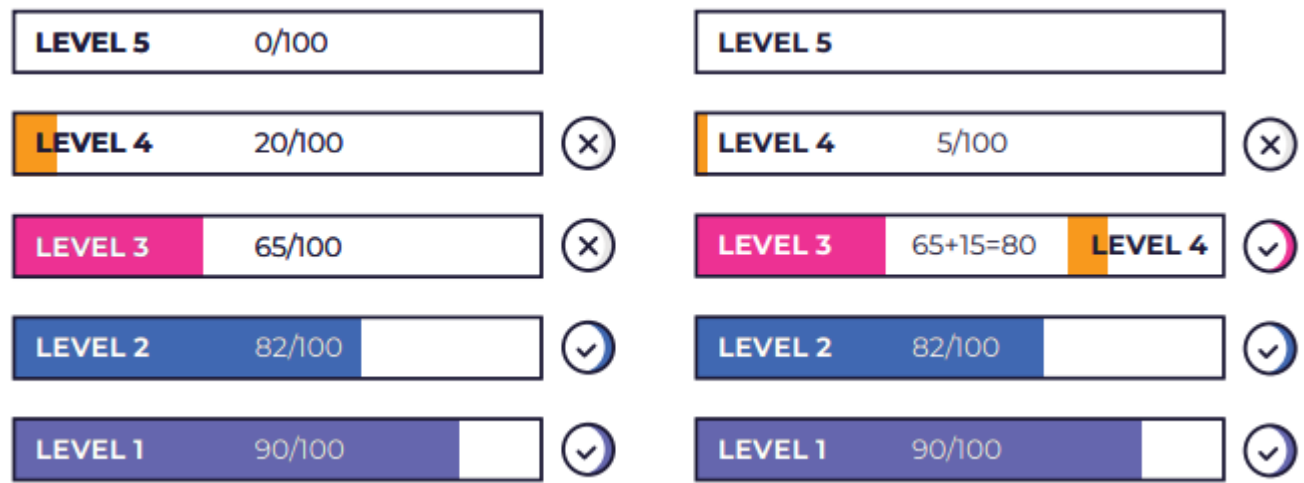 LEVEL 5 0/100
LEVEL 4 20/100
LEVEL 3 65/100
LEVEL 2 82/100
LEVEL 1 90/100
LEVEL 5
LEVEL 4 5/100
LEVEL 3 65+15=80 LEVEL 4
LEVEL 2 82/100
LEVEL 1 90/100